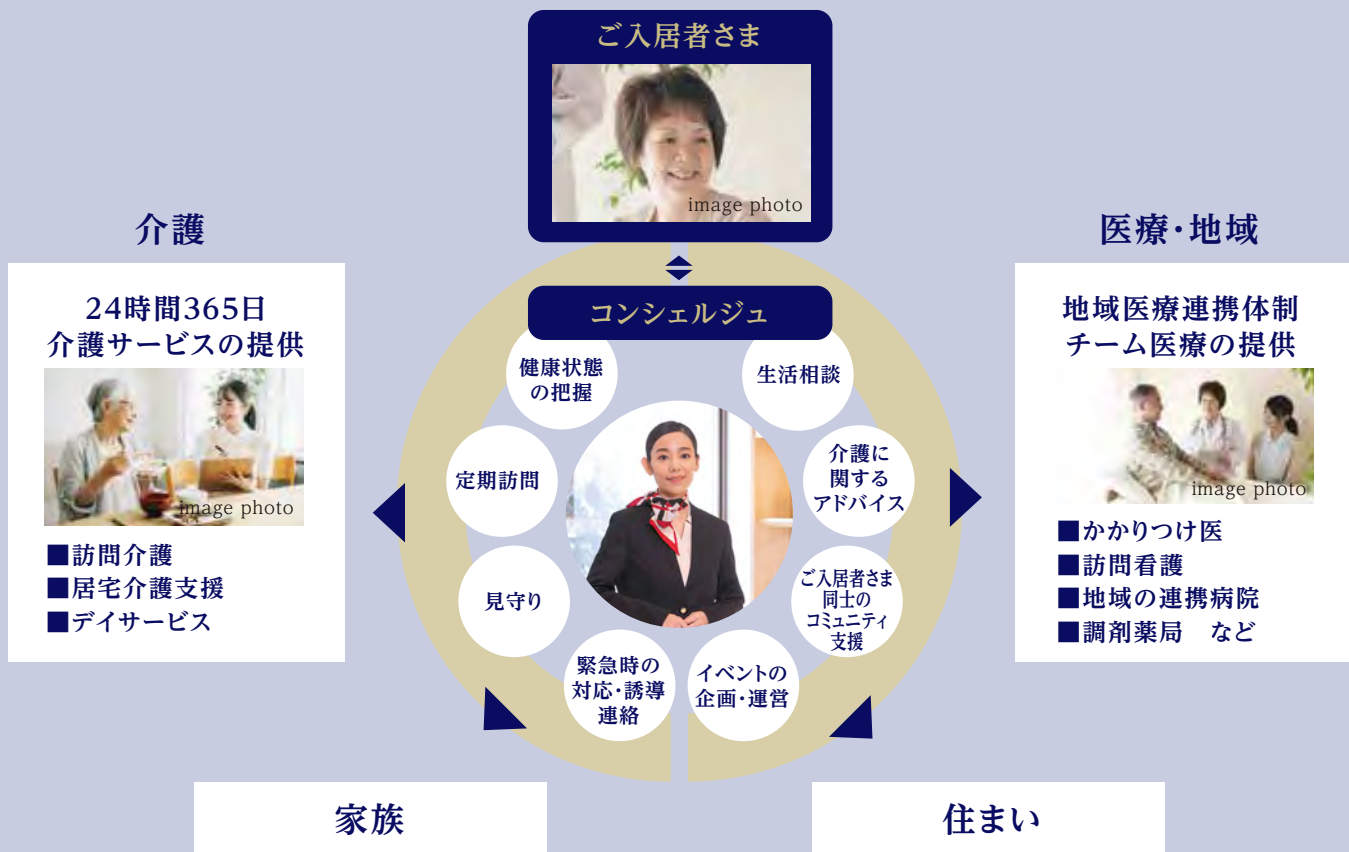 ご入居者さま
image photo
コンシェルジュ
介護
24時間365日
介護サービスの提供
image photo
■訪問介護
■居宅介護支援
■デイサービス
健康状態
の把握
定期訪問
見守り
緊急時の
対応・誘導
連絡
生活相談
介護に
関する
アドバイス
ご入居者さま
同士の
コミュニティ
支援
イベントの
企画・運営
医療・地域
地域医療連携体制
チーム医療の提供
image photo
■かかりつけ医
■訪問看護
■地域の連携病院
■調剤薬局　など
家族
住まい